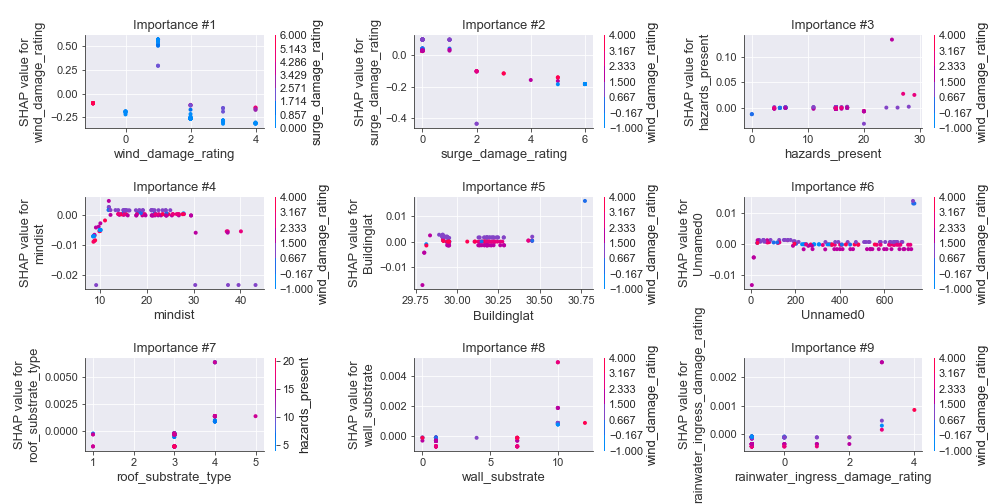 Importance #1
SHAP value for
wind_damage_rating
0.50
0.25
0.00
−0.25
0
1
2
3
4
wind_damage_rating
6.000
5.143
4.286
3.429
2.571
1.714
0.857
0.000
surge_damage_rating
Importance #2
SHAP value for
surge_damage_rating
0.0
−0.2
−0.4
0
2
4
6
surge_damage_rating
4.000
3.167
2.333
1.500
0.667
−0.167
−1.000
wind_damage_rating
Importance #3
SHAP value for
hazards_present
0.10
0.05
0.00
0
10
20
30
hazards_present
4.000
3.167
2.333
1.500
0.667
−0.167
−1.000
wind_damage_rating
Importance #4
SHAP value for
mindist
0.00
−0.01
−0.02
10
20
30
40
mindist
4.000
3.167
2.333
1.500
0.667
−0.167
−1.000
wind_damage_rating
Importance #5
SHAP value for
Buildinglat
0.01
0.00
−0.01
29.75
30.00
30.25
30.50
30.75
Buildinglat
4.000
3.167
2.333
1.500
0.667
−0.167
−1.000
wind_damage_rating
Importance #6
SHAP value for
Unnamed0
0.01
0.00
−0.01
0
200
400
600
Unnamed0
4.000
3.167
2.333
1.500
0.667
−0.167
−1.000
wind_damage_rating
Importance #7
SHAP value for
roof_substrate_type
0.0050
0.0025
0.0000
1
2
3
4
5
roof_substrate_type
20
15
10
5
hazards_present
Importance #8
SHAP value for
wall_substrate
0.004
0.002
0.000
0
5
10
wall_substrate
4.000
3.167
2.333
1.500
0.667
−0.167
−1.000
wind_damage_rating
Importance #9
SHAP value for
rainwater_ingress_damage_rating
0.002
0.001
0.000
0
2
4
rainwater_ingress_damage_rating
4.000
3.167
2.333
1.500
0.667
−0.167
−1.000
wind_damage_rating